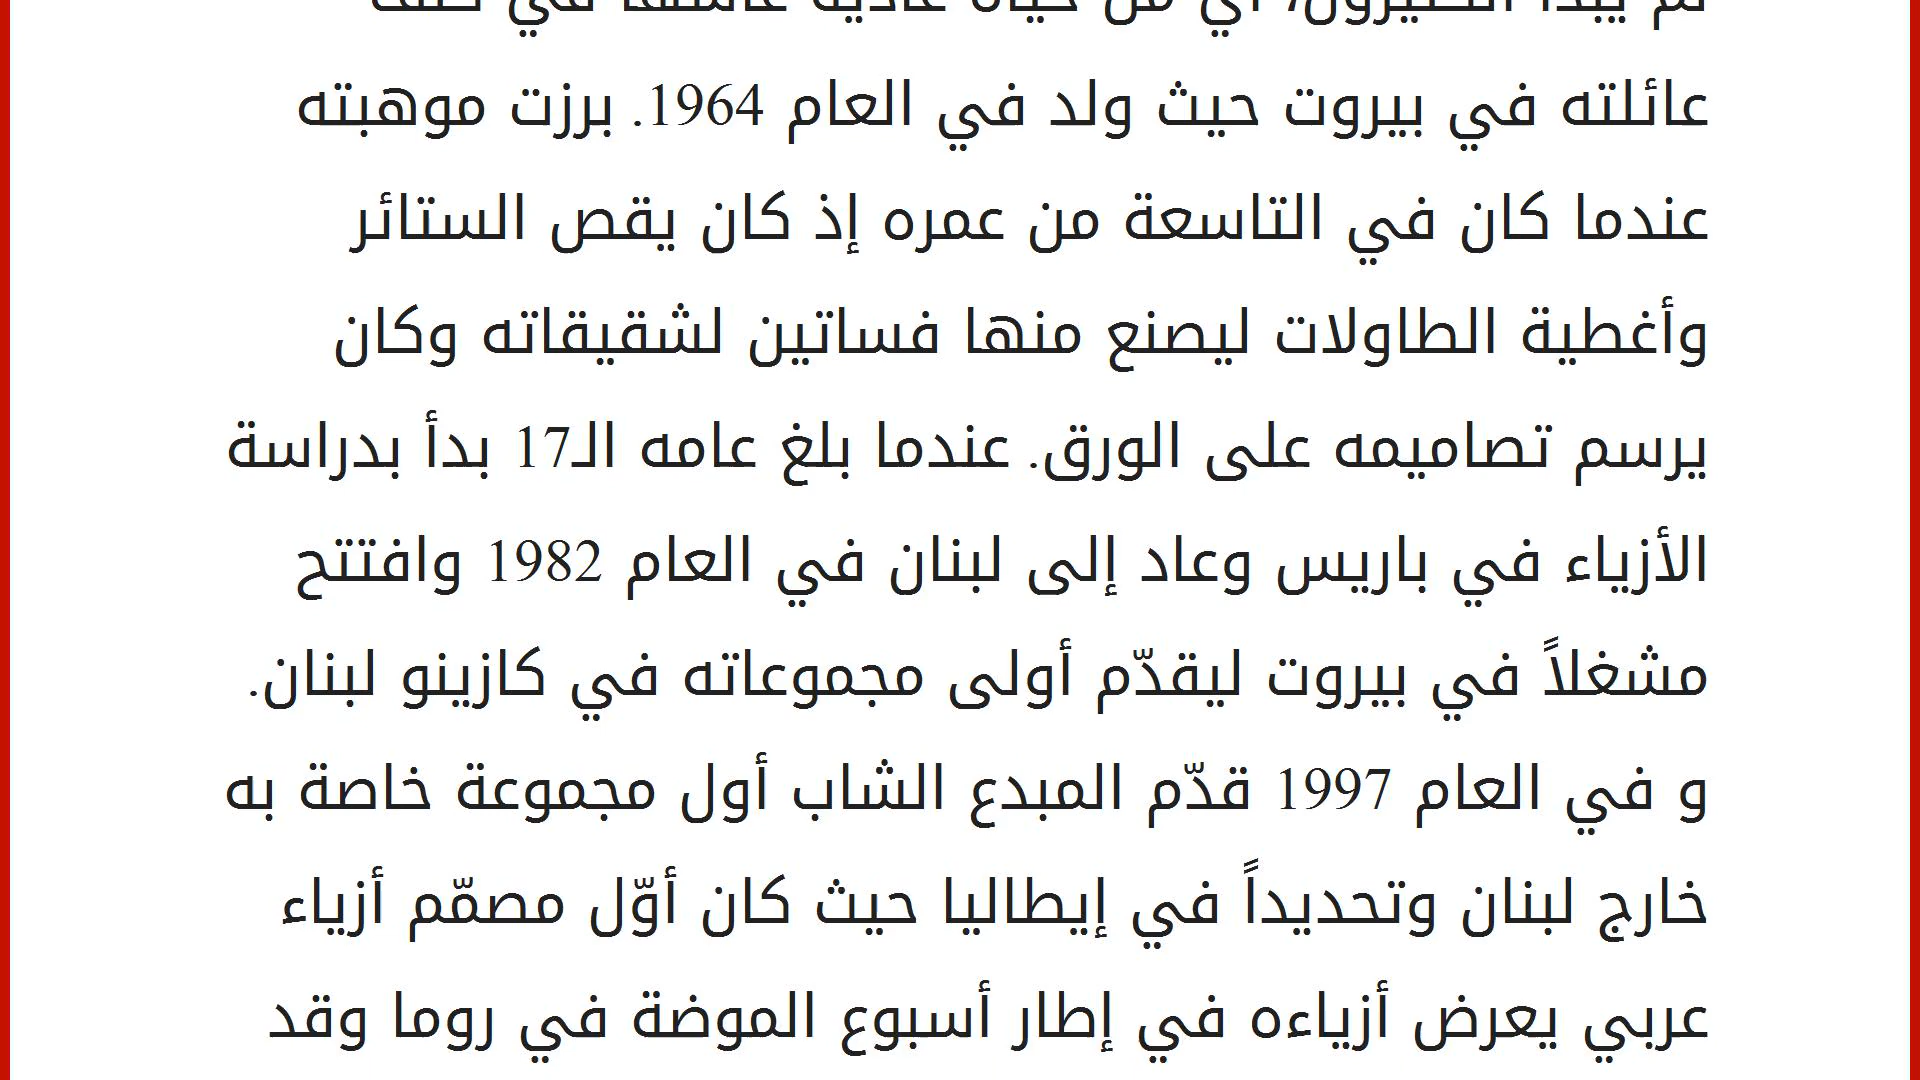 عائلته في بيروت حيث ولد في العام 1964. برزت موهبته
عندما كان في التاسعة من عمره إذ كان يقص الستائر
وأغطية الطاولات ليصنع منها فساتين لشقيقاته وكان
يرسم تصاميمه على الورق. عندما بلغ عامه الـ17 بدأ بدراسة
الأزياء في باريس وعاد إلى لبنان في العام 1982 وافتتح
مشغلاً في بيروت ليقدّم أولى مجموعاته في كازينو لبنان.
و في العام 1997 قدّم المبدع الشاب أول مجموعة خاصة به
خارج لبنان وتحديداً في إيطاليا حيث كان أوّل مصمّم أزياء
عربي يعرض أزياءه في إطار أسبوع الموضة في روما وقد